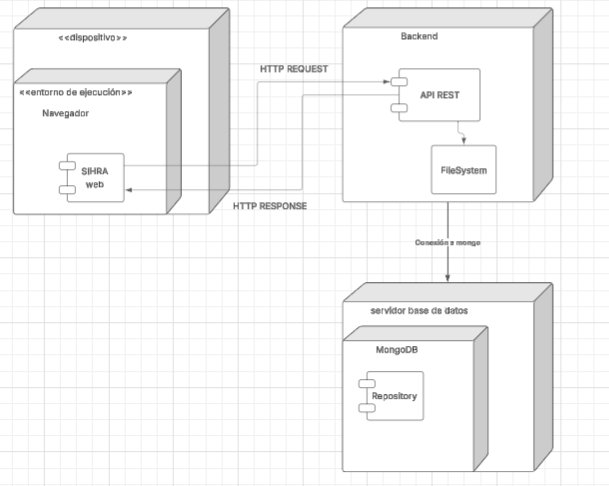 <<dispositivo>>
<<entorno de ejecución>>
Navegador
SIHRA
web
HTTP REQUEST
HTTP RESPONSE
Backend
API REST
FileSystem
Conexión a mongo
servidor base de datos
MongoDB
Repository